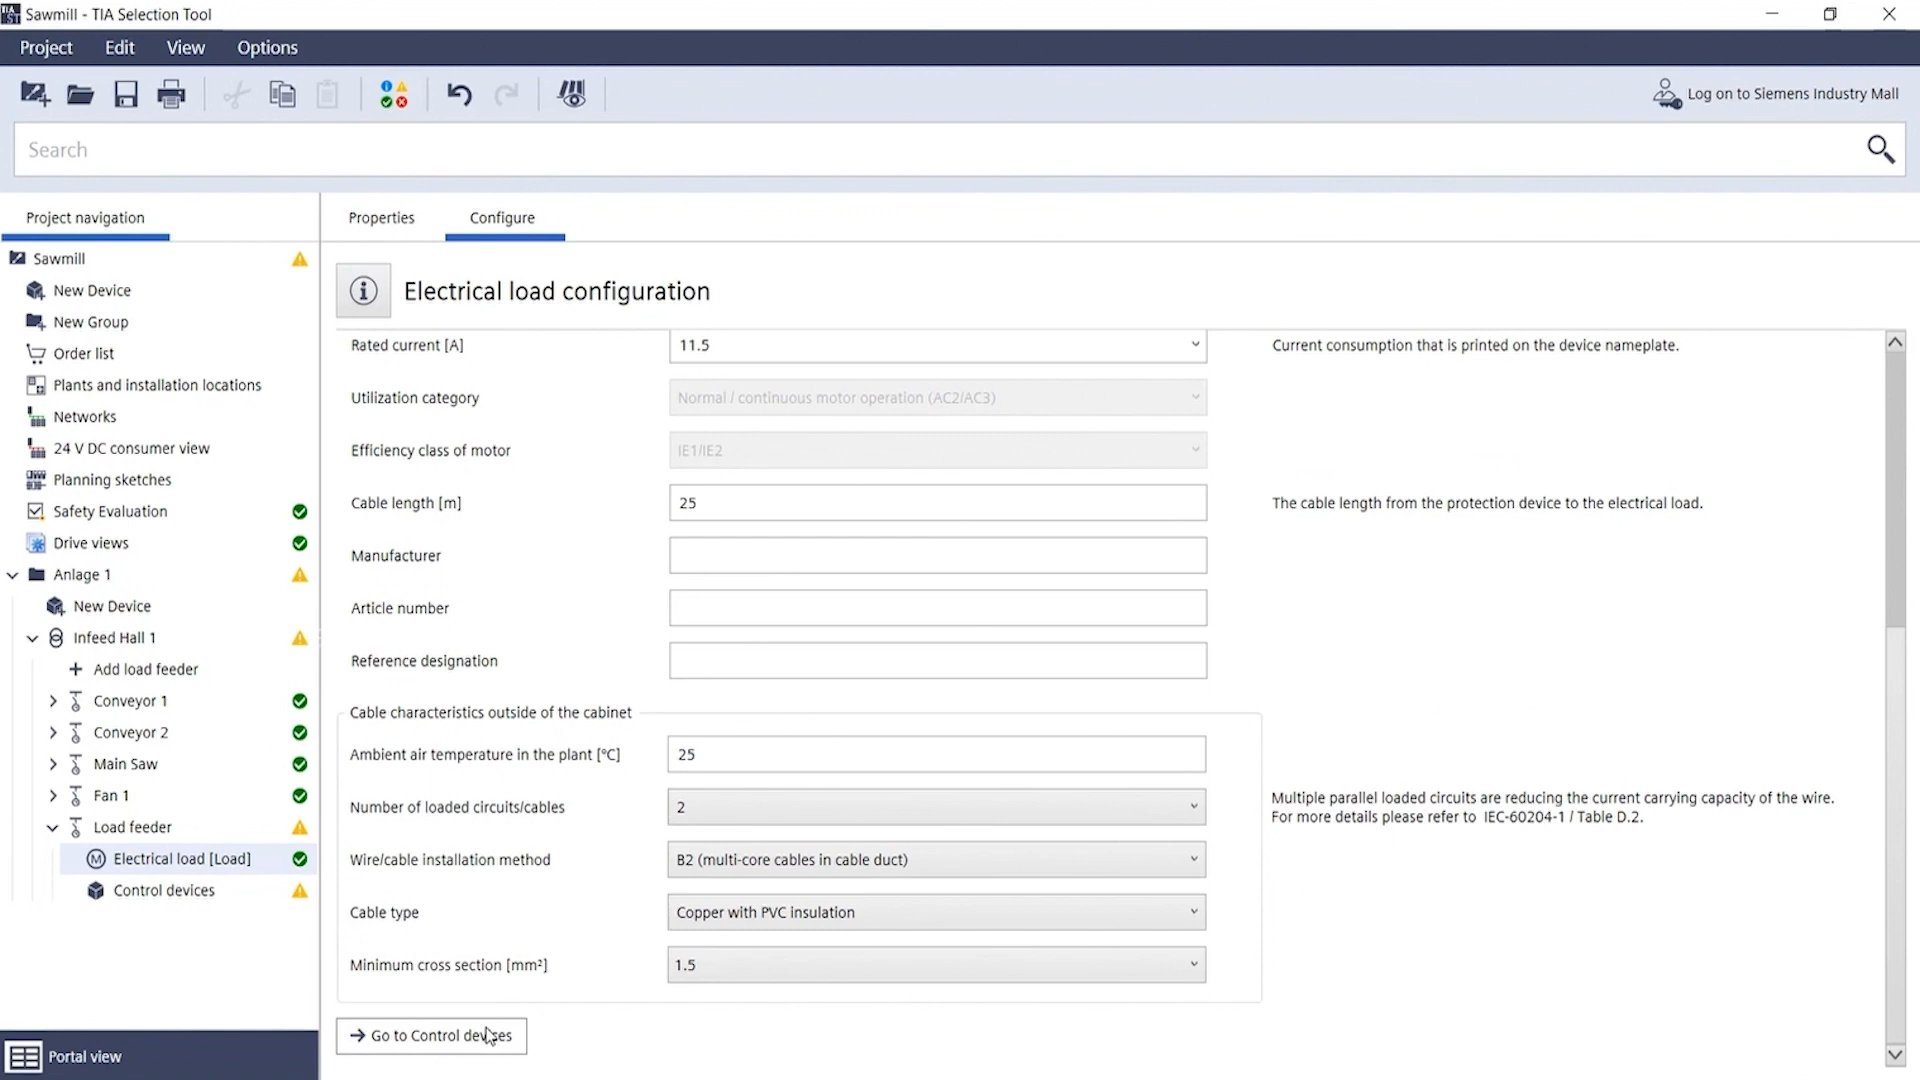 Sawmill - TIA Selection Tool
Project Edit View Options
Log on to Siemens Industry Mall
Search
Project navigation
Sawmill
New Device
New Group
Order list
Plants and installation locations
Networks
24 V DC consumer view
Planning sketches
Safety Evaluation
Drive views
Anlage 1
New Device
Infeed Hall 1
Add load feeder
Conveyor 1
Conveyor 2
Main Saw
Fan 1
Load feeder
Electrical load [Load]
Control devices
Portal view
Properties Configure
Electrical load configuration
Rated current [A] 11.5 Current consumption that is printed on the device nameplate.
Utilization category Normal / continuous motor operation (AC2/AC3)
Efficiency class of motor IE1/IE2
Cable length [m] 25 The cable length from the protection device to the electrical load.
Manufacturer
Article number
Reference designation
Cable characteristics outside of the cabinet
Ambient air temperature in the plant [°C] 25
Number of loaded circuits/cables 2
Multiple parallel loaded circuits are reducing the current carrying capacity of the wire.
For more details please refer to IEC-60204-1 / Table D.2.
Wire/cable installation method B2 (multi-core cables in cable duct)
Cable type Copper with PVC insulation
Minimum cross section [mm²] 1.5
Go to Control devices